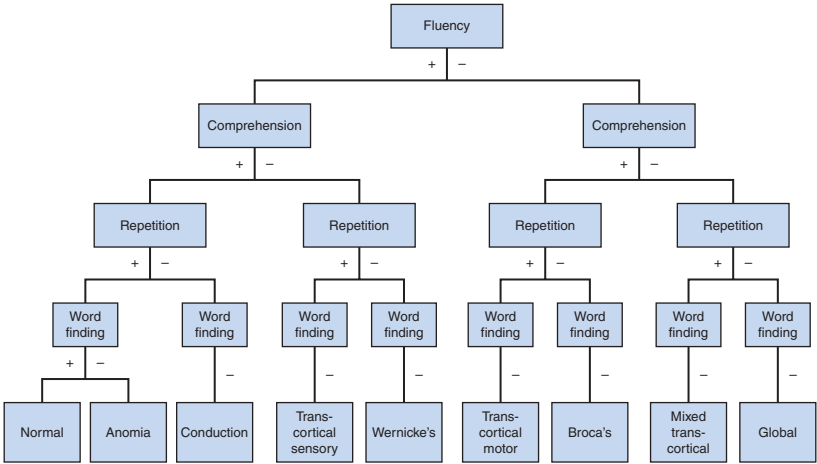 Fluency
+ –
Comprehension Comprehension
+ – + –
Repetition Repetition Repetition Repetition
+ – + – + – + –
Word Word Word Word Word Word Word Word
finding finding finding finding finding finding finding finding
+ – – – – – – – –
Normal Anomia Conduction Trans-
cortical
sensory Wernicke's Trans-
cortical
motor Broca's Mixed
trans-
cortical Global